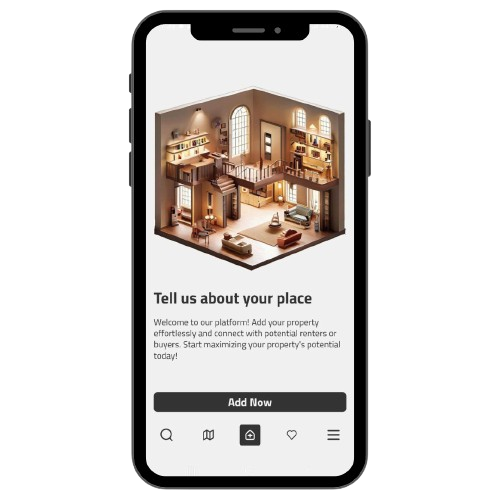 Tell us about your place
Welcome to our platform! Add your property
effortlessly and connect with potential renters or
buyers. Start maximizing your property's potential
today!
Add Now